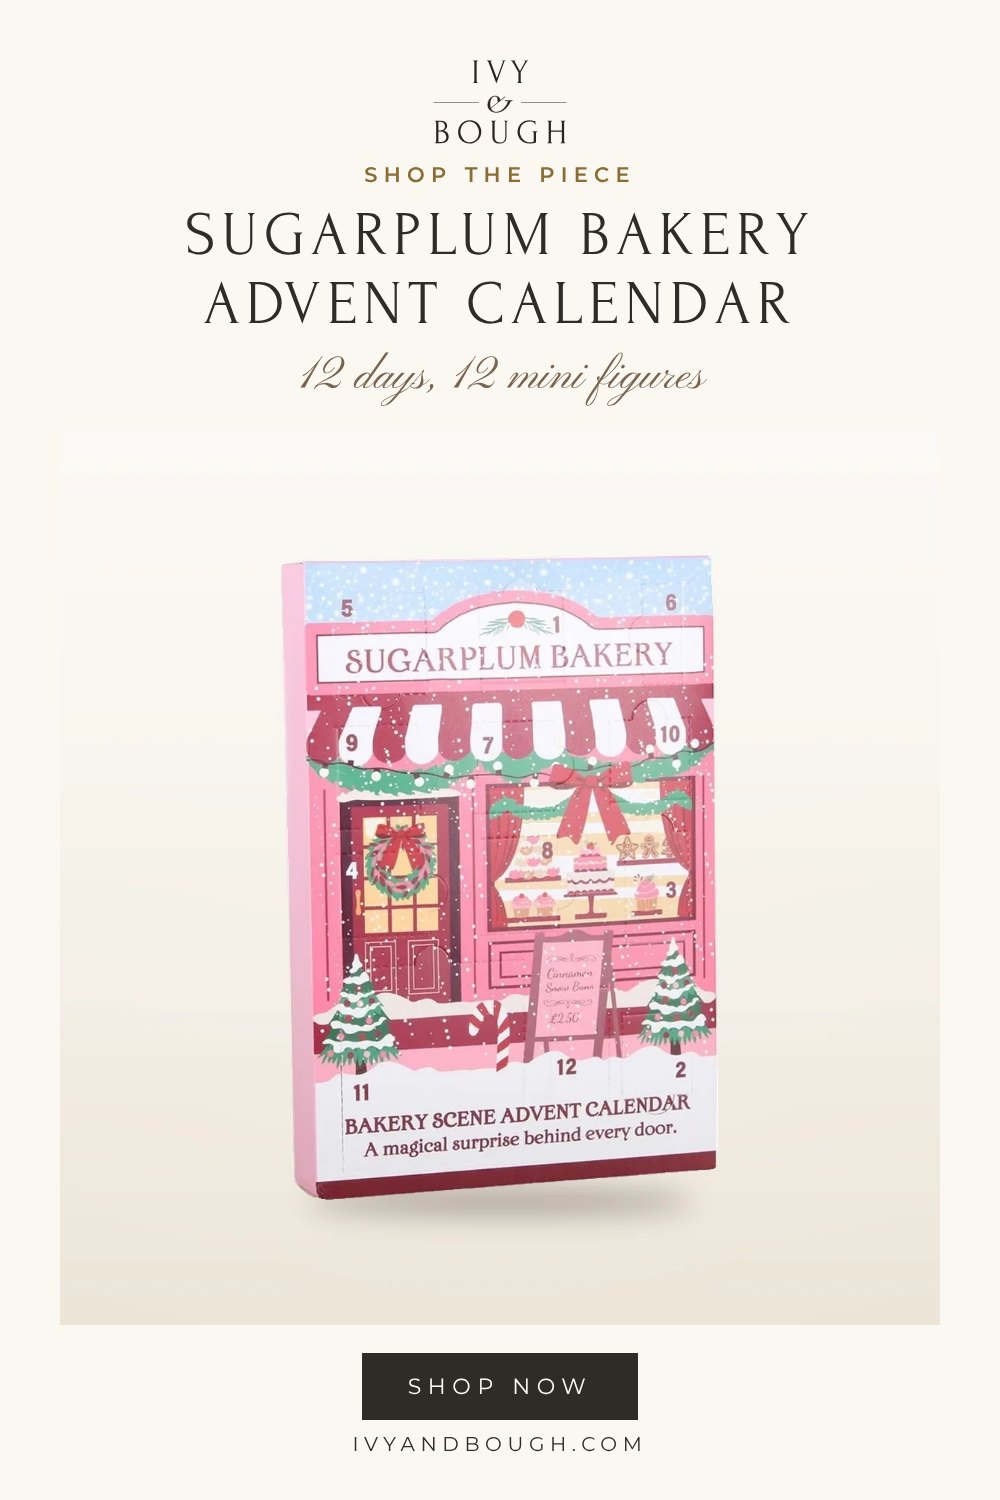 IVY
&
BOUGH
SHOP THE PIECE
SUGARPLUM BAKERY
ADVENT CALENDAR
12 days, 12 mini figures
5
6
1
SUGARPLUM BAKERY
9
7
10
8
4
3
Cinnamon
Snow Buns
£2.50
12
2
11
BAKERY SCENE ADVENT CALENDAR
A magical surprise behind every door.
SHOP NOW
IVYANDBOUGH.COM